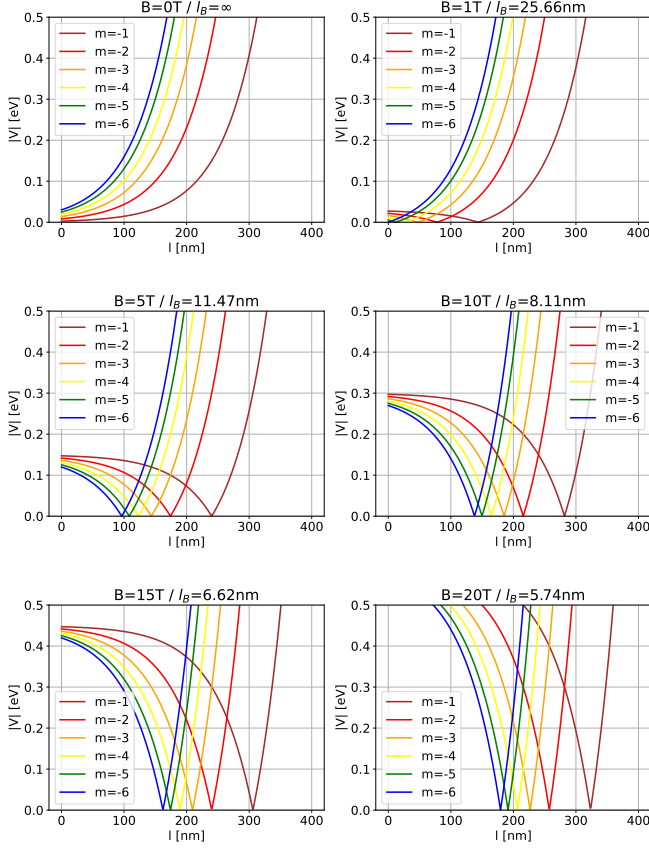 B=0T / l_B=∞
|V| [eV]
0.5
0.4
0.3
0.2
0.1
0.0
m=-1
m=-2
m=-3
m=-4
m=-5
m=-6
0 100 200 300 400
l [nm]
B=1T / l_B=25.66nm
|V| [eV]
0.5
0.4
0.3
0.2
0.1
0.0
m=-1
m=-2
m=-3
m=-4
m=-5
m=-6
0 100 200 300 400
l [nm]
B=5T / l_B=11.47nm
|V| [eV]
0.5
0.4
0.3
0.2
0.1
0.0
m=-1
m=-2
m=-3
m=-4
m=-5
m=-6
0 100 200 300 400
l [nm]
B=10T / l_B=8.11nm
|V| [eV]
0.5
0.4
0.3
0.2
0.1
0.0
m=-1
m=-2
m=-3
m=-4
m=-5
m=-6
0 100 200 300 400
l [nm]
B=15T / l_B=6.62nm
|V| [eV]
0.5
0.4
0.3
0.2
0.1
0.0
m=-1
m=-2
m=-3
m=-4
m=-5
m=-6
0 100 200 300 400
l [nm]
B=20T / l_B=5.74nm
|V| [eV]
0.5
0.4
0.3
0.2
0.1
0.0
m=-1
m=-2
m=-3
m=-4
m=-5
m=-6
0 100 200 300 400
l [nm]